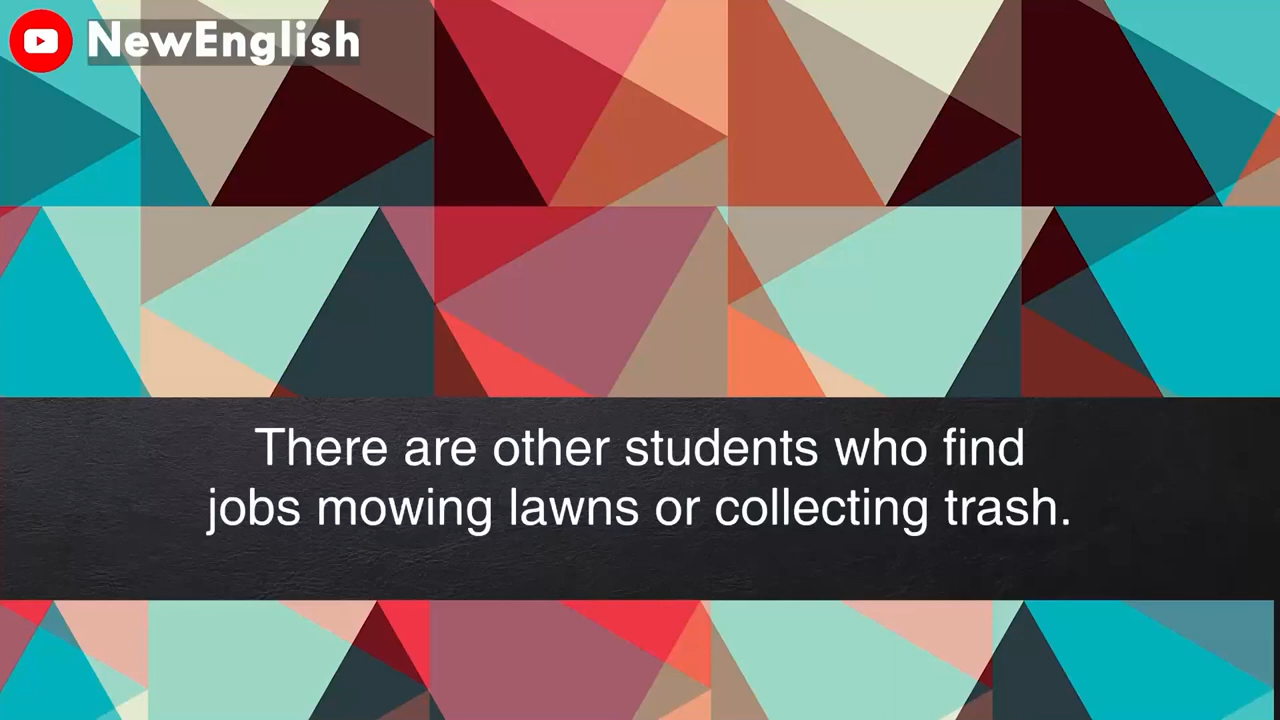 NewEnglish
There are other students who find
jobs mowing lawns or collecting trash.